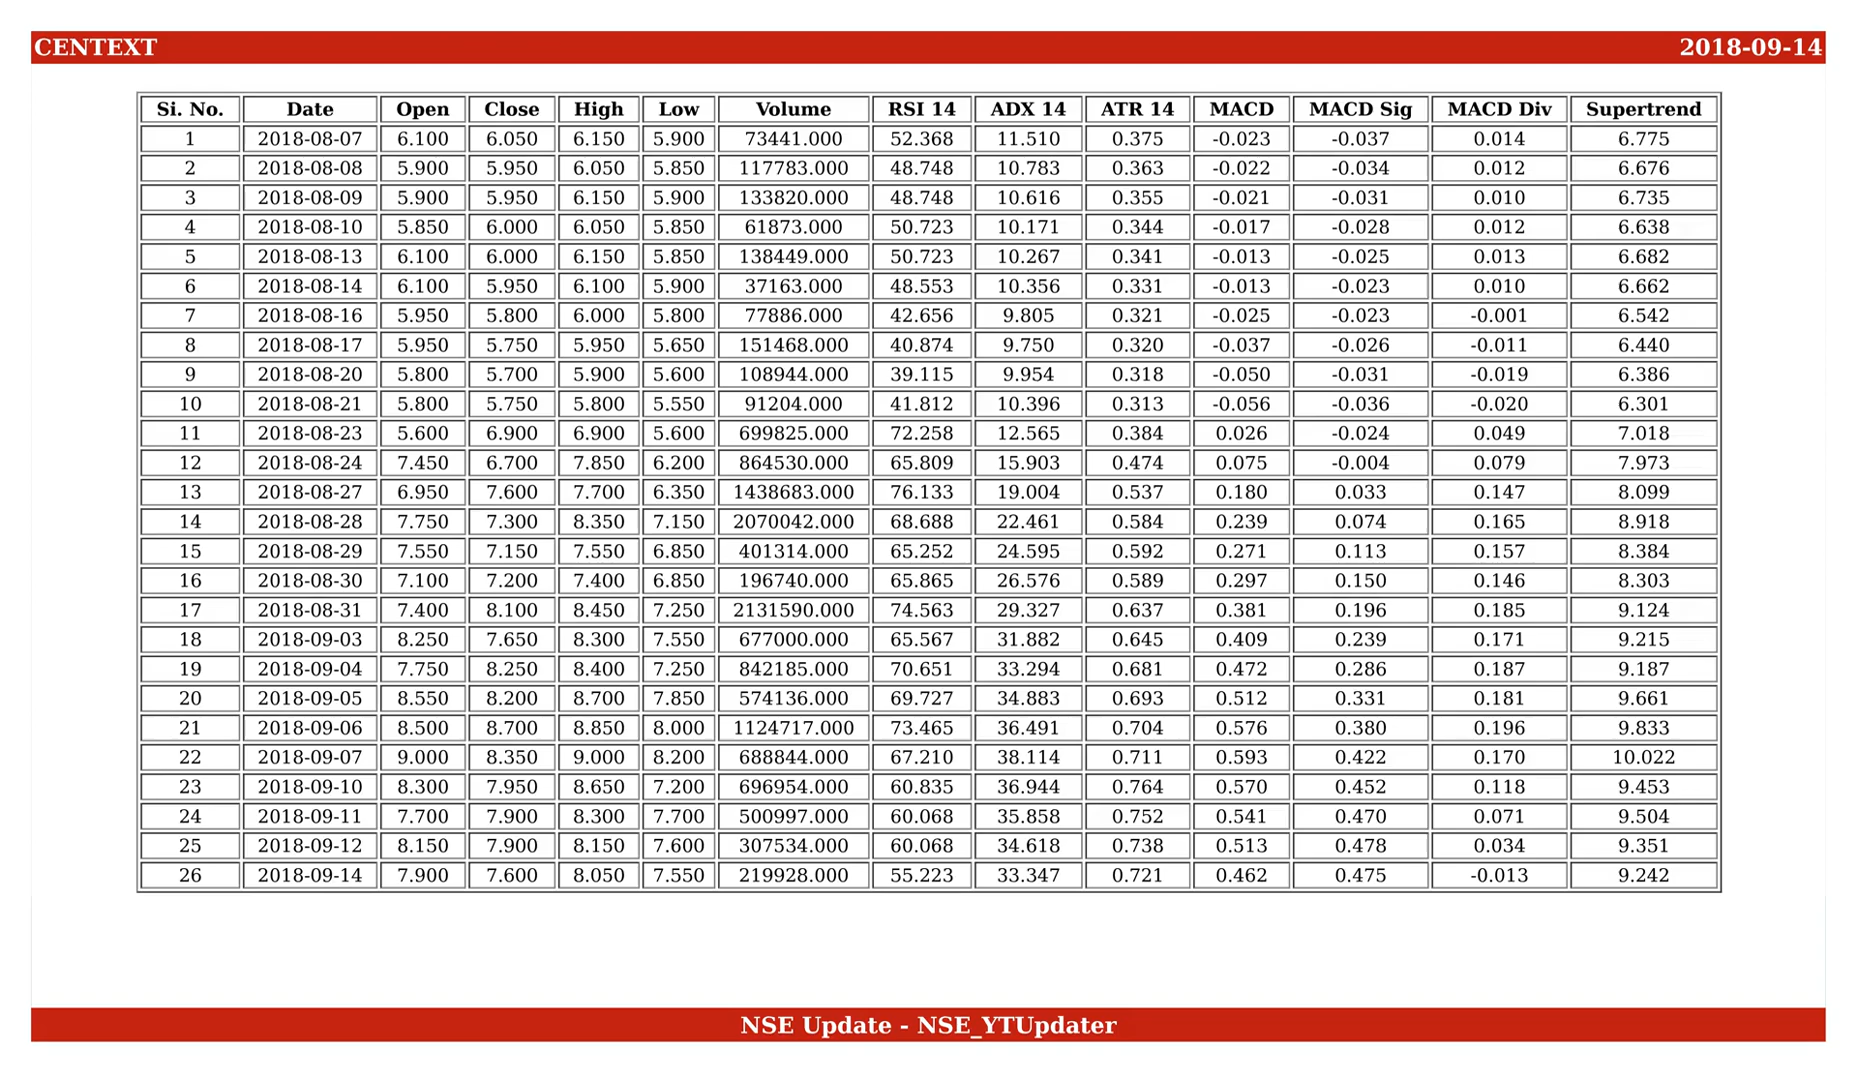 CENTEXT 2018-09-14
Si. No. Date Open Close High Low Volume RSI 14 ADX 14 ATR 14 MACD MACD Sig MACD Div Supertrend
1 2018-08-07 6.100 6.050 6.150 5.900 73441.000 52.368 11.510 0.375 -0.023 -0.037 0.014 6.775
2 2018-08-08 5.900 5.950 6.050 5.850 117783.000 48.748 10.783 0.363 -0.022 -0.034 0.012 6.676
3 2018-08-09 5.900 5.950 6.150 5.900 133820.000 48.748 10.616 0.355 -0.021 -0.031 0.010 6.735
4 2018-08-10 5.850 6.000 6.050 5.850 61873.000 50.723 10.171 0.344 -0.017 -0.028 0.012 6.638
5 2018-08-13 6.100 6.000 6.150 5.850 138449.000 50.723 10.267 0.341 -0.013 -0.025 0.013 6.682
6 2018-08-14 6.100 5.950 6.100 5.900 37163.000 48.553 10.356 0.331 -0.013 -0.023 0.010 6.662
7 2018-08-16 5.950 5.800 6.000 5.800 77886.000 42.656 9.805 0.321 -0.025 -0.023 -0.001 6.542
8 2018-08-17 5.950 5.750 5.950 5.650 151468.000 40.874 9.750 0.320 -0.037 -0.026 -0.011 6.440
9 2018-08-20 5.800 5.700 5.900 5.600 108944.000 39.115 9.954 0.318 -0.050 -0.031 -0.019 6.386
10 2018-08-21 5.800 5.750 5.800 5.550 91204.000 41.812 10.396 0.313 -0.056 -0.036 -0.020 6.301
11 2018-08-23 5.600 6.900 6.900 5.600 699825.000 72.258 12.565 0.384 0.026 -0.024 0.049 7.018
12 2018-08-24 7.450 6.700 7.850 6.200 864530.000 65.809 15.903 0.474 0.075 -0.004 0.079 7.973
13 2018-08-27 6.950 7.600 7.700 6.350 1438683.000 76.133 19.004 0.537 0.180 0.033 0.147 8.099
14 2018-08-28 7.750 7.300 8.350 7.150 2070042.000 68.688 22.461 0.584 0.239 0.074 0.165 8.918
15 2018-08-29 7.550 7.150 7.550 6.850 401314.000 65.252 24.595 0.592 0.271 0.113 0.157 8.384
16 2018-08-30 7.100 7.200 7.400 6.850 196740.000 65.865 26.576 0.589 0.297 0.150 0.146 8.303
17 2018-08-31 7.400 8.100 8.450 7.250 2131590.000 74.563 29.327 0.637 0.381 0.196 0.185 9.124
18 2018-09-03 8.250 7.650 8.300 7.550 677000.000 65.567 31.882 0.645 0.409 0.239 0.171 9.215
19 2018-09-04 7.750 8.250 8.400 7.250 842185.000 70.651 33.294 0.681 0.472 0.286 0.187 9.187
20 2018-09-05 8.550 8.200 8.700 7.850 574136.000 69.727 34.883 0.693 0.512 0.331 0.181 9.661
21 2018-09-06 8.500 8.700 8.850 8.000 1124717.000 73.465 36.491 0.704 0.576 0.380 0.196 9.833
22 2018-09-07 9.000 8.350 9.000 8.200 688844.000 67.210 38.114 0.711 0.593 0.422 0.170 10.022
23 2018-09-10 8.300 7.950 8.650 7.200 696954.000 60.835 36.944 0.764 0.570 0.452 0.118 9.453
24 2018-09-11 7.700 7.900 8.300 7.700 500997.000 60.068 35.858 0.752 0.541 0.470 0.071 9.504
25 2018-09-12 8.150 7.900 8.150 7.600 307534.000 60.068 34.618 0.738 0.513 0.478 0.034 9.351
26 2018-09-14 7.900 7.600 8.050 7.550 219928.000 55.223 33.347 0.721 0.462 0.475 -0.013 9.242
NSE Update - NSE_YTUpdater